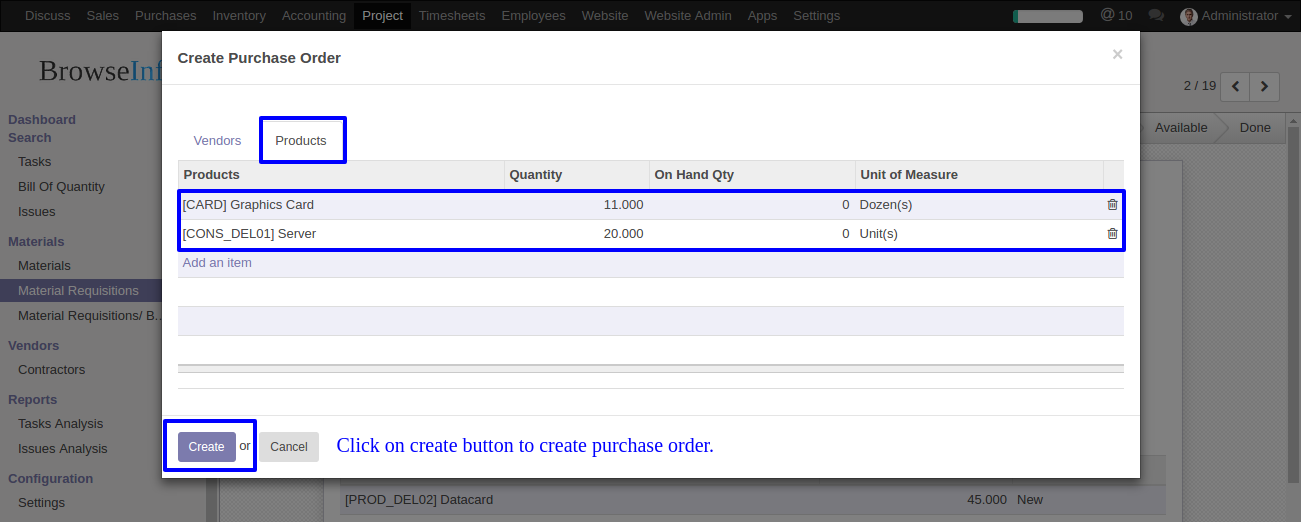 Discuss Sales Purchases Inventory Accounting Project Timesheets Employees Website Website Admin Apps Settings @ 10 Administrator
Create Purchase Order ×
BrowseInf
2 / 19
Dashboard
Search
Tasks
Bill Of Quantity
Issues
Materials
Materials
Material Requisitions
Material Requisitions/ B...
Vendors
Contractors
Reports
Tasks Analysis
Issues Analysis
Configuration
Settings
Available Done
Vendors Products
Products Quantity On Hand Qty Unit of Measure
[CARD] Graphics Card 11.000 0 Dozen(s)
[CONS_DEL01] Server 20.000 0 Unit(s)
Add an item
Create or Cancel Click on create button to create purchase order.
[PROD_DEL02] Datacard 45.000 New